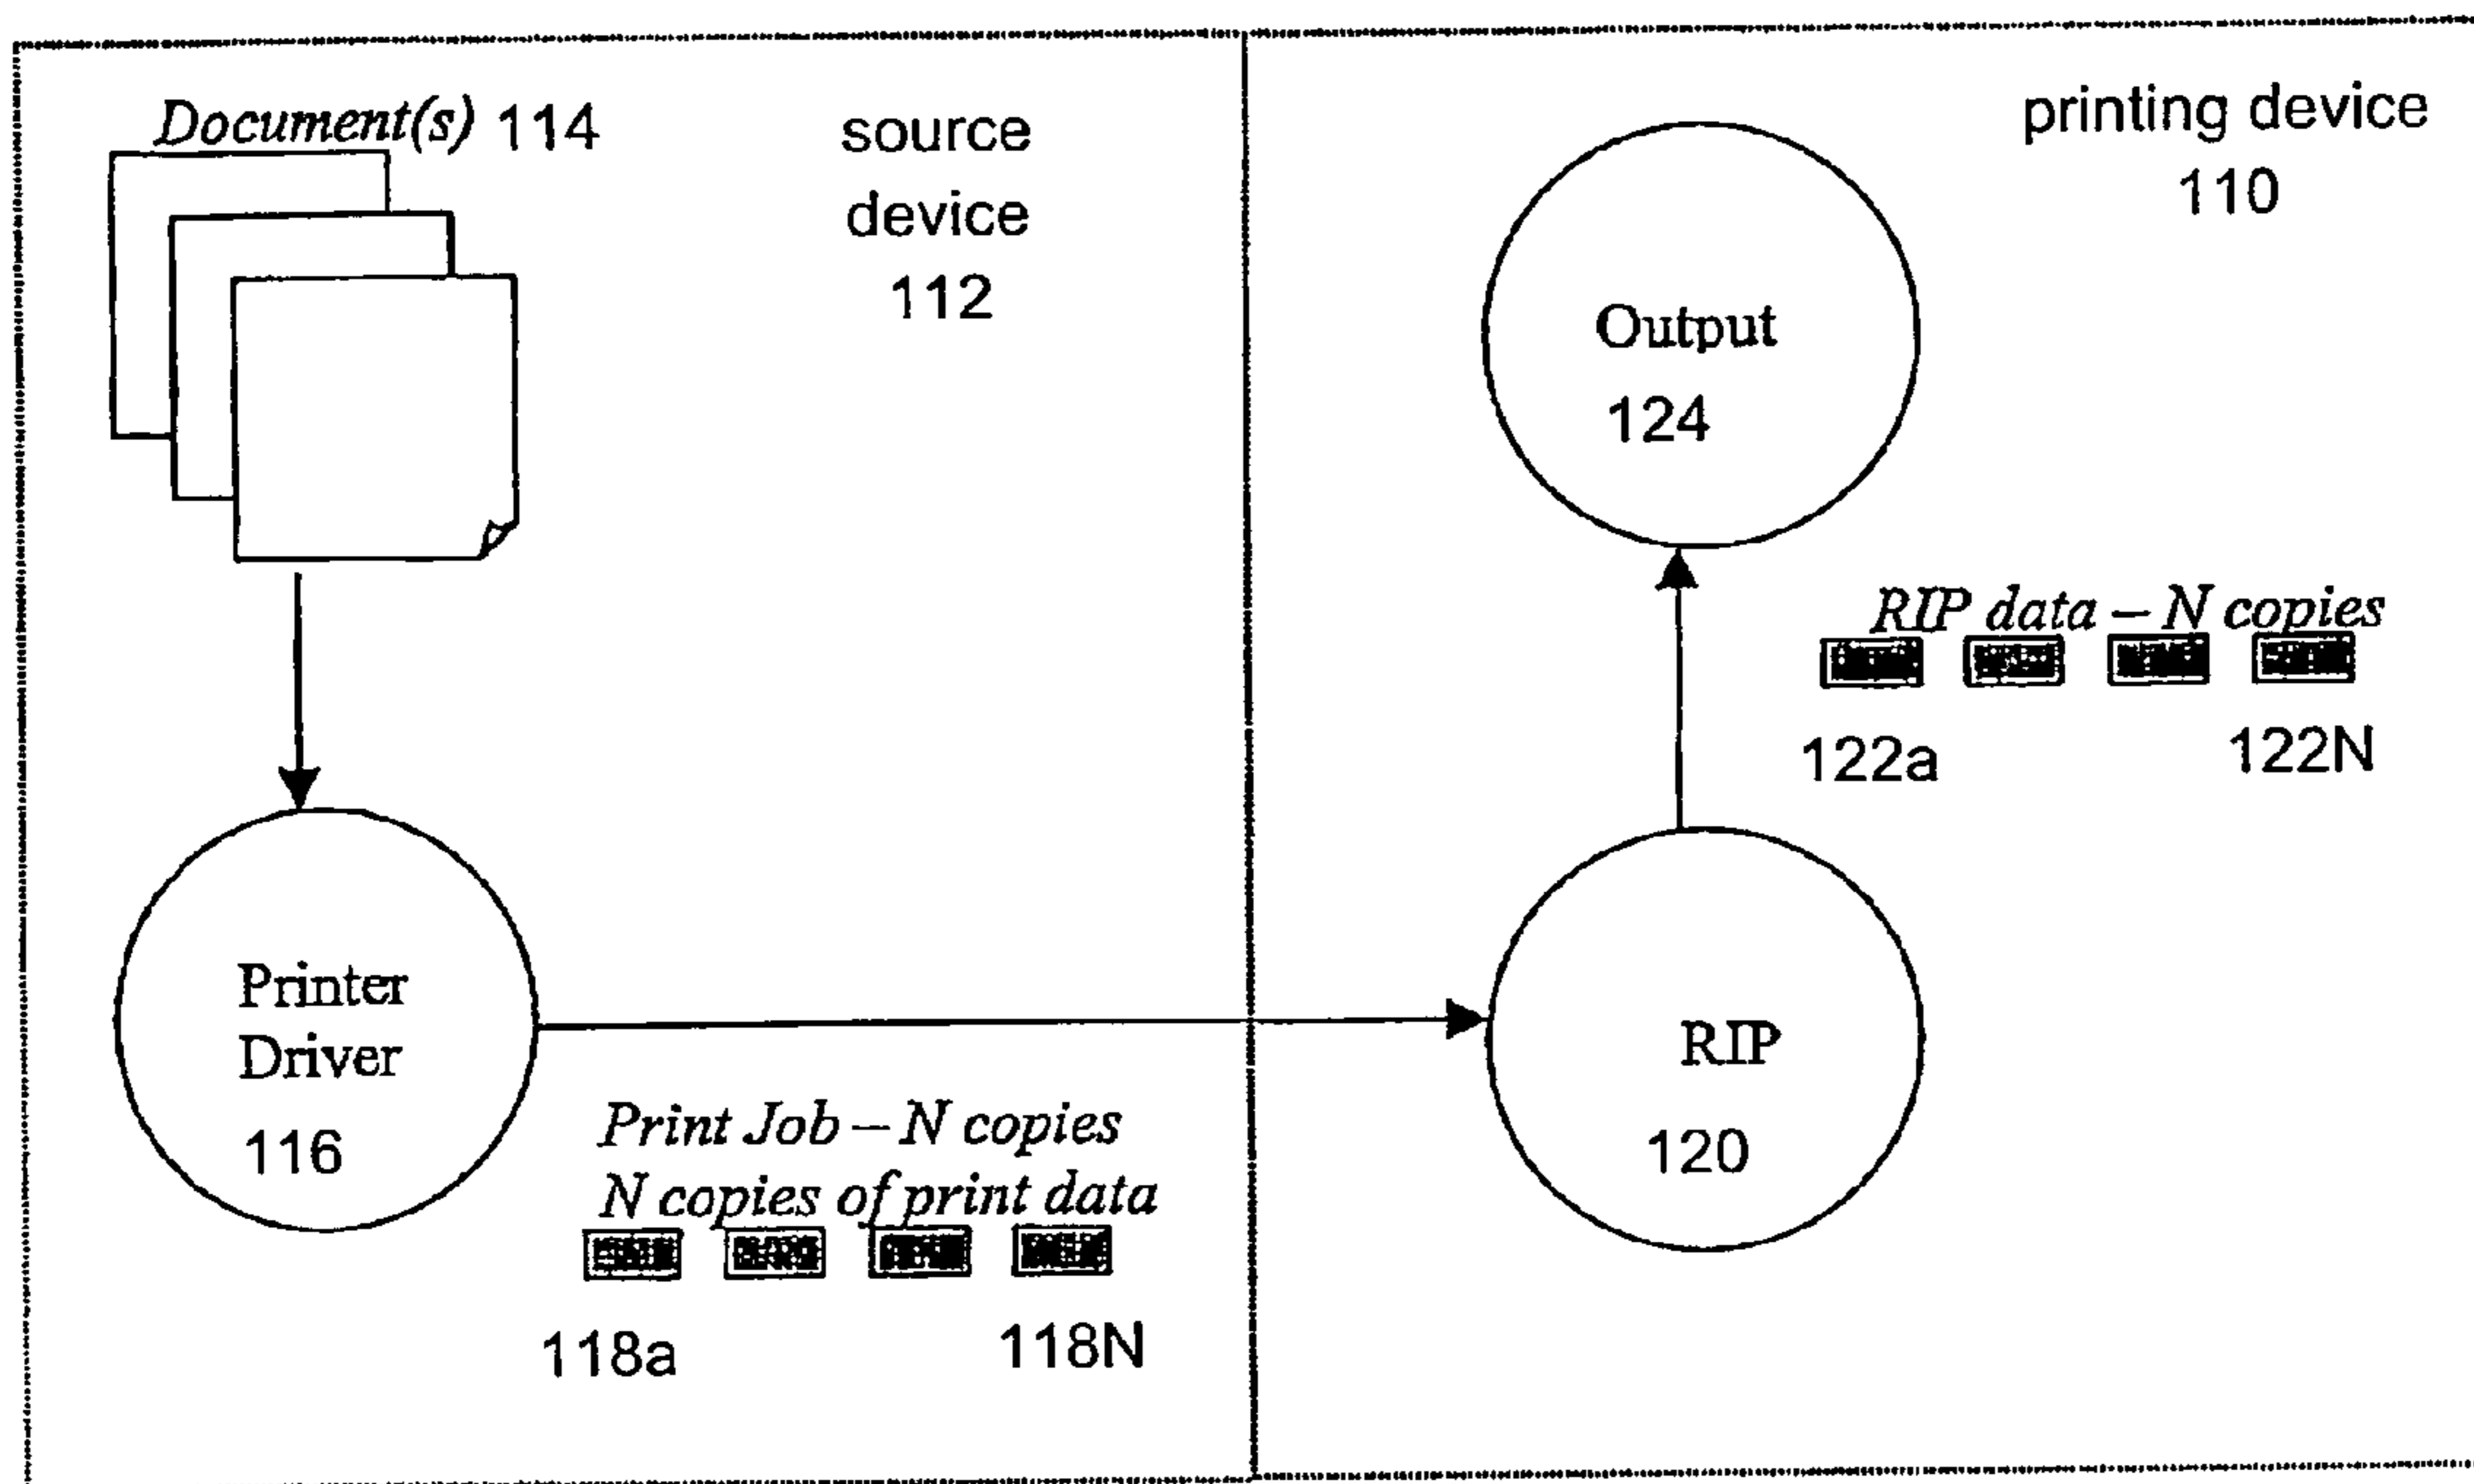 Document(s) 114
source
device
112
Printer
Driver
116
Print Job – N copies
N copies of print data
118a
118N
printing device
110
Output
124
RIP data – N copies
122a
122N
RIP
120